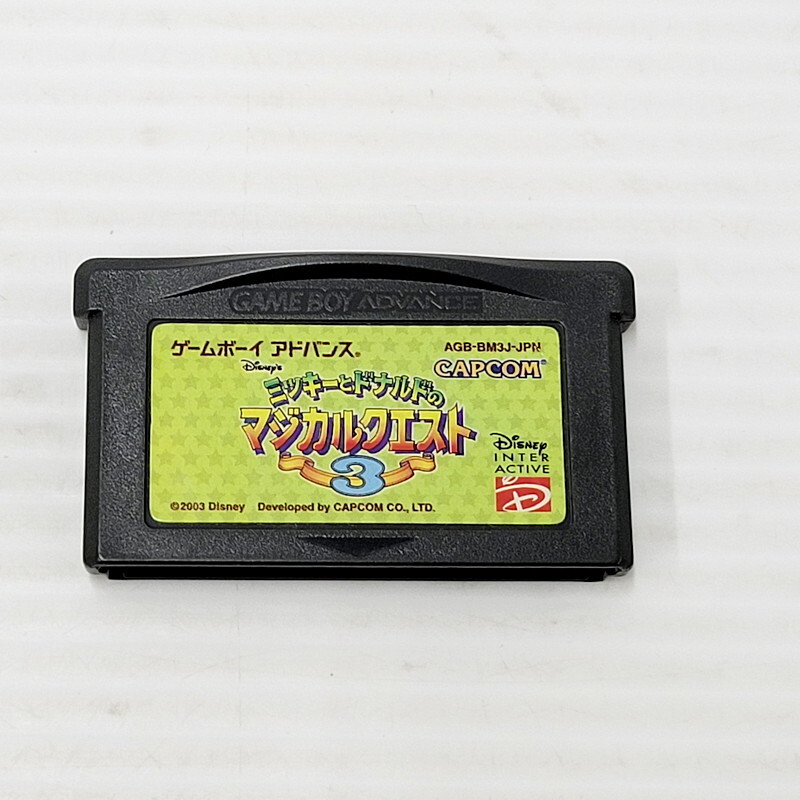 GAME BOY ADVANCE
ゲームボーイ アドバンス®
AGB-BM3J-JPN
CAPCOM®
Disney's
ミッキーとドナルドの
マジカルクエスト
3
Disney
INTER
ACTIVE
D
©2003 Disney Developed by CAPCOM CO., LTD.